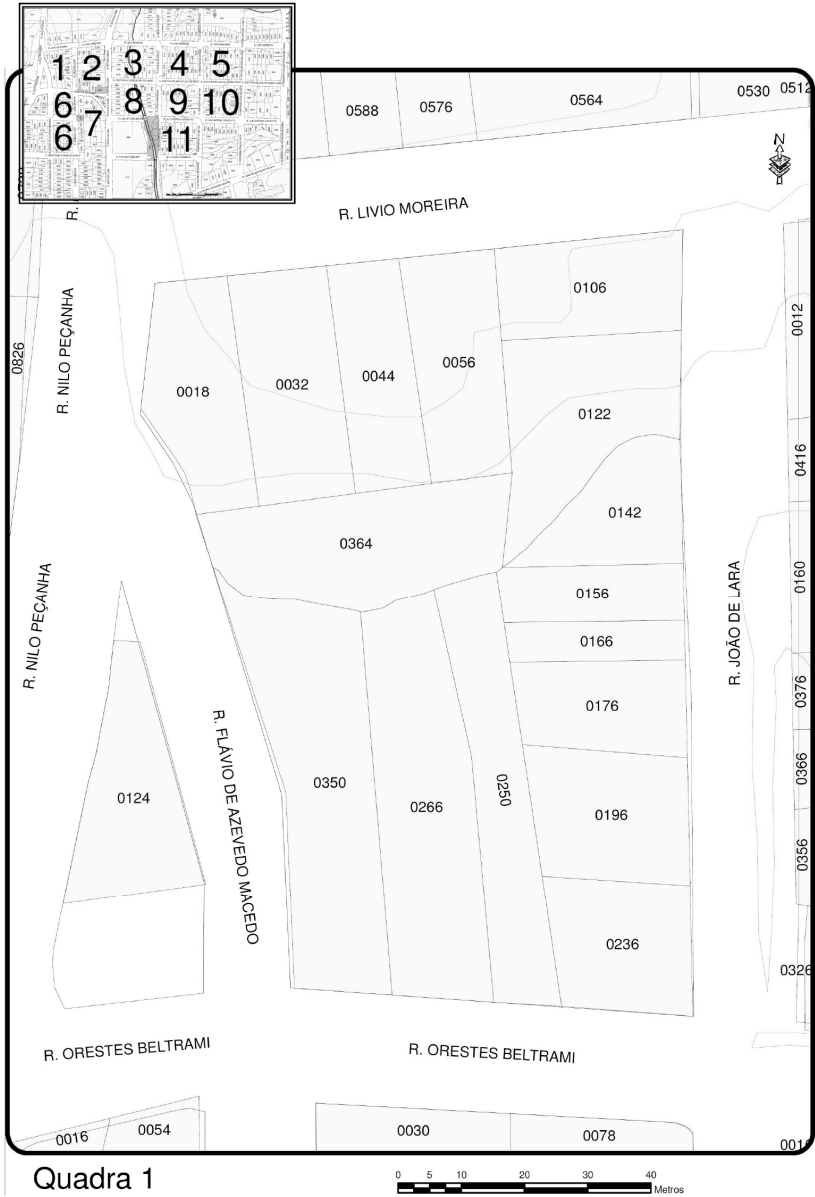 1 2 3 4 5
6 8 9 10
6 7 11
0588 0576 0564 0530 0512
N
R. LIVIO MOREIRA
R.
R. NILO PEÇANHA
0826
0018 0032 0044 0056 0106
0012
0122
0416
0142
0364
0160
R. NILO PEÇANHA
0156
0166
R. JOÃO DE LARA
0376
0176
R. FLÁVIO DE AZEVEDO MACEDO
0366
0124
0350
0266
0250
0196
0356
0236
0326
R. ORESTES BELTRAMI
R. ORESTES BELTRAMI
0016 0054 0030 0078
Quadra 1
0 5 10 20 30 40
Metros